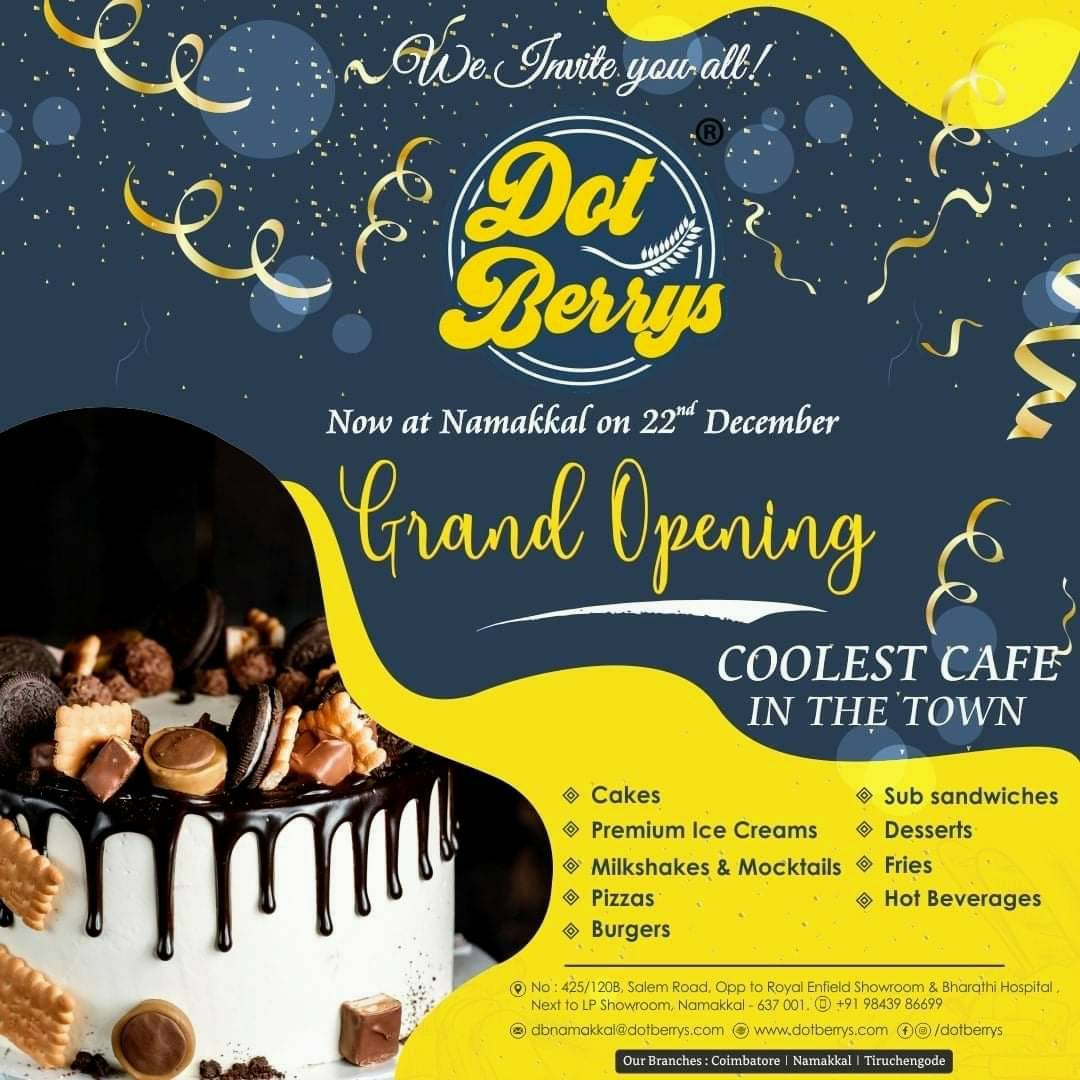 We Invite you all!
®
Dot
Berrys
Now at Namakkal on 22nd December
Grand Opening
COOLEST CAFE
IN THE TOWN
Cakes
Premium Ice Creams
Milkshakes & Mocktails
Pizzas
Burgers
Sub sandwiches
Desserts
Fries
Hot Beverages
No : 425/120B, Salem Road, Opp to Royal Enfield Showroom & Bharathi Hospital ,
Next to LP Showroom, Namakkal - 637 001. +91 98439 86699
dbnamakkal@dotberrys.com www.dotberrys.com /dotberrys
Our Branches : Coimbatore | Namakkal | Tiruchengode